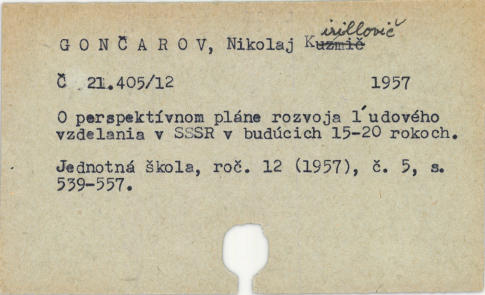 irillovič
GONČAROV, Nikolaj Kuzmič
Č 21.405/12 1957
O perspektívnom pláne rozvoja ľudového
vzdelania v SSSR v budúcich 15-20 rokoch.
Jednotná škola, roč. 12 (1957), č. 5, s.
539-557.